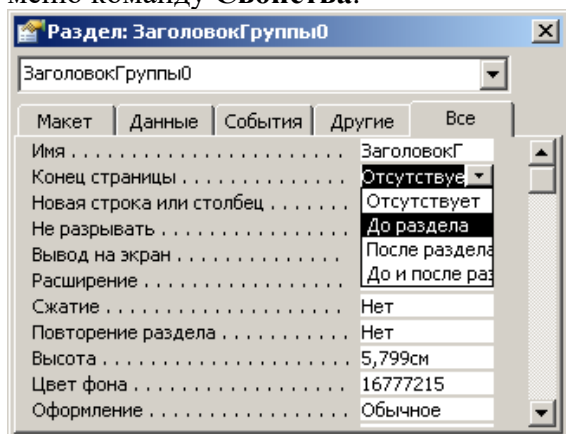 меню команду Свойства.
Раздел: ЗаголовокГруппы0
ЗаголовокГруппы0
Макет Данные События Другие Все
Имя . . . . . . . . . . . . . . . . . . . . . . . ЗаголовокГ
Конец страницы . . . . . . . . . . . . . . . Отсутствуе
Новая строка или столбец . . . . . . . Отсутствует
Не разрывать . . . . . . . . . . . . . . . . До раздела
Вывод на экран . . . . . . . . . . . . . . После раздела
Расширение . . . . . . . . . . . . . . . . . До и после раз
Сжатие . . . . . . . . . . . . . . . . . . . . Нет
Повторение раздела . . . . . . . . . . . Нет
Высота . . . . . . . . . . . . . . . . . . . . 5,799см
Цвет фона . . . . . . . . . . . . . . . . . . 16777215
Оформление . . . . . . . . . . . . . . . . . Обычное